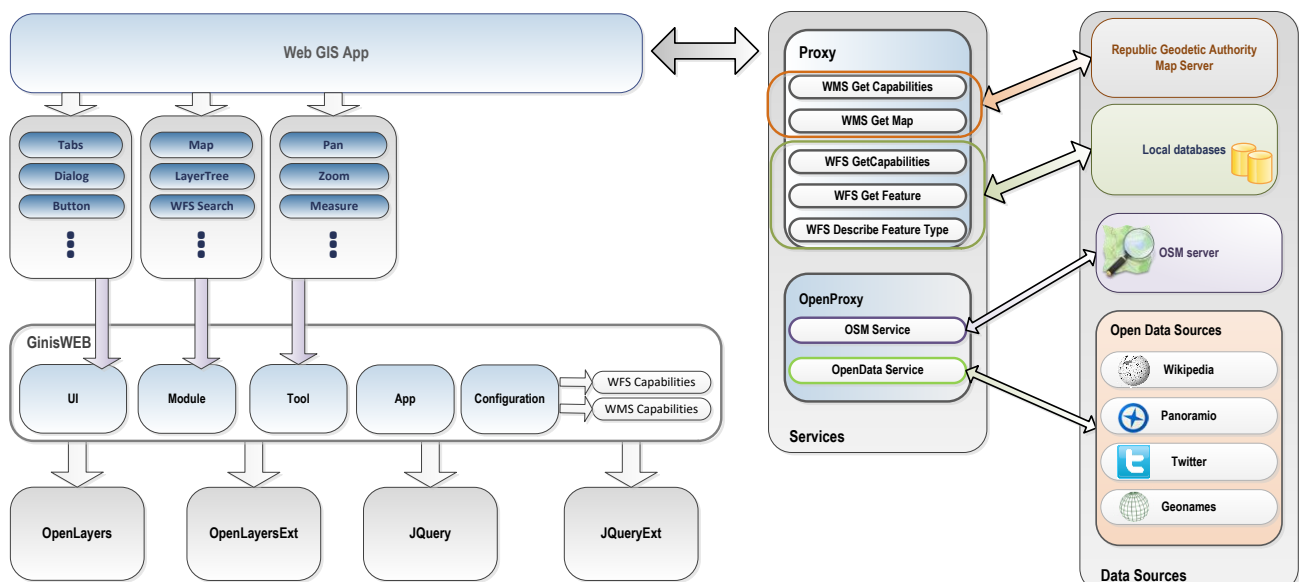 Web GIS App
Tabs
Dialog
Button
Map
LayerTree
WFS Search
Pan
Zoom
Measure
GinisWEB
UI
Module
Tool
App
Configuration
WFS Capabilities
WMS Capabilities
OpenLayers
OpenLayersExt
JQuery
JQueryExt
Proxy
WMS Get Capabilities
WMS Get Map
WFS GetCapabilities
WFS Get Feature
WFS Describe Feature Type
OpenProxy
OSM Service
OpenData Service
Services
Republic Geodetic Authority
Map Server
Local databases
OSM server
Open Data Sources
Wikipedia
Panoramio
Twitter
Geonames
Data Sources